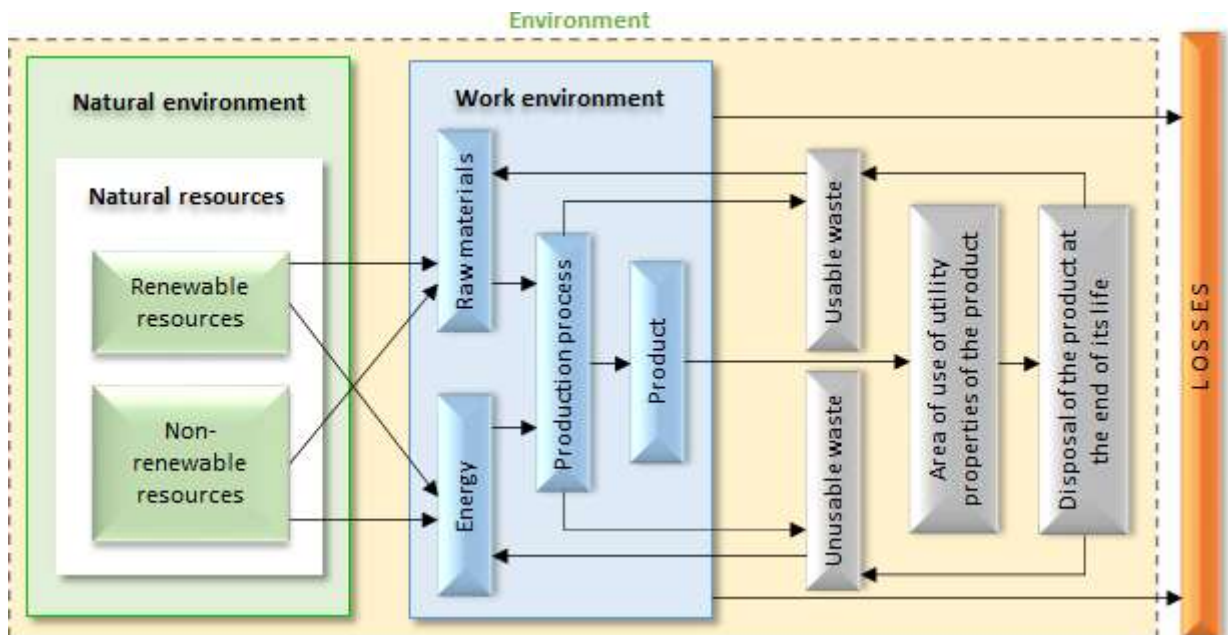 Environment
Natural environment
Natural resources
Renewable
resources
Non-
renewable
resources
Work environment
Raw materials
Energy
Production process
Product
Usable waste
Unusable waste
Area of use of utility
properties of the product
Disposal of the product at
the end of its life
LOSSES